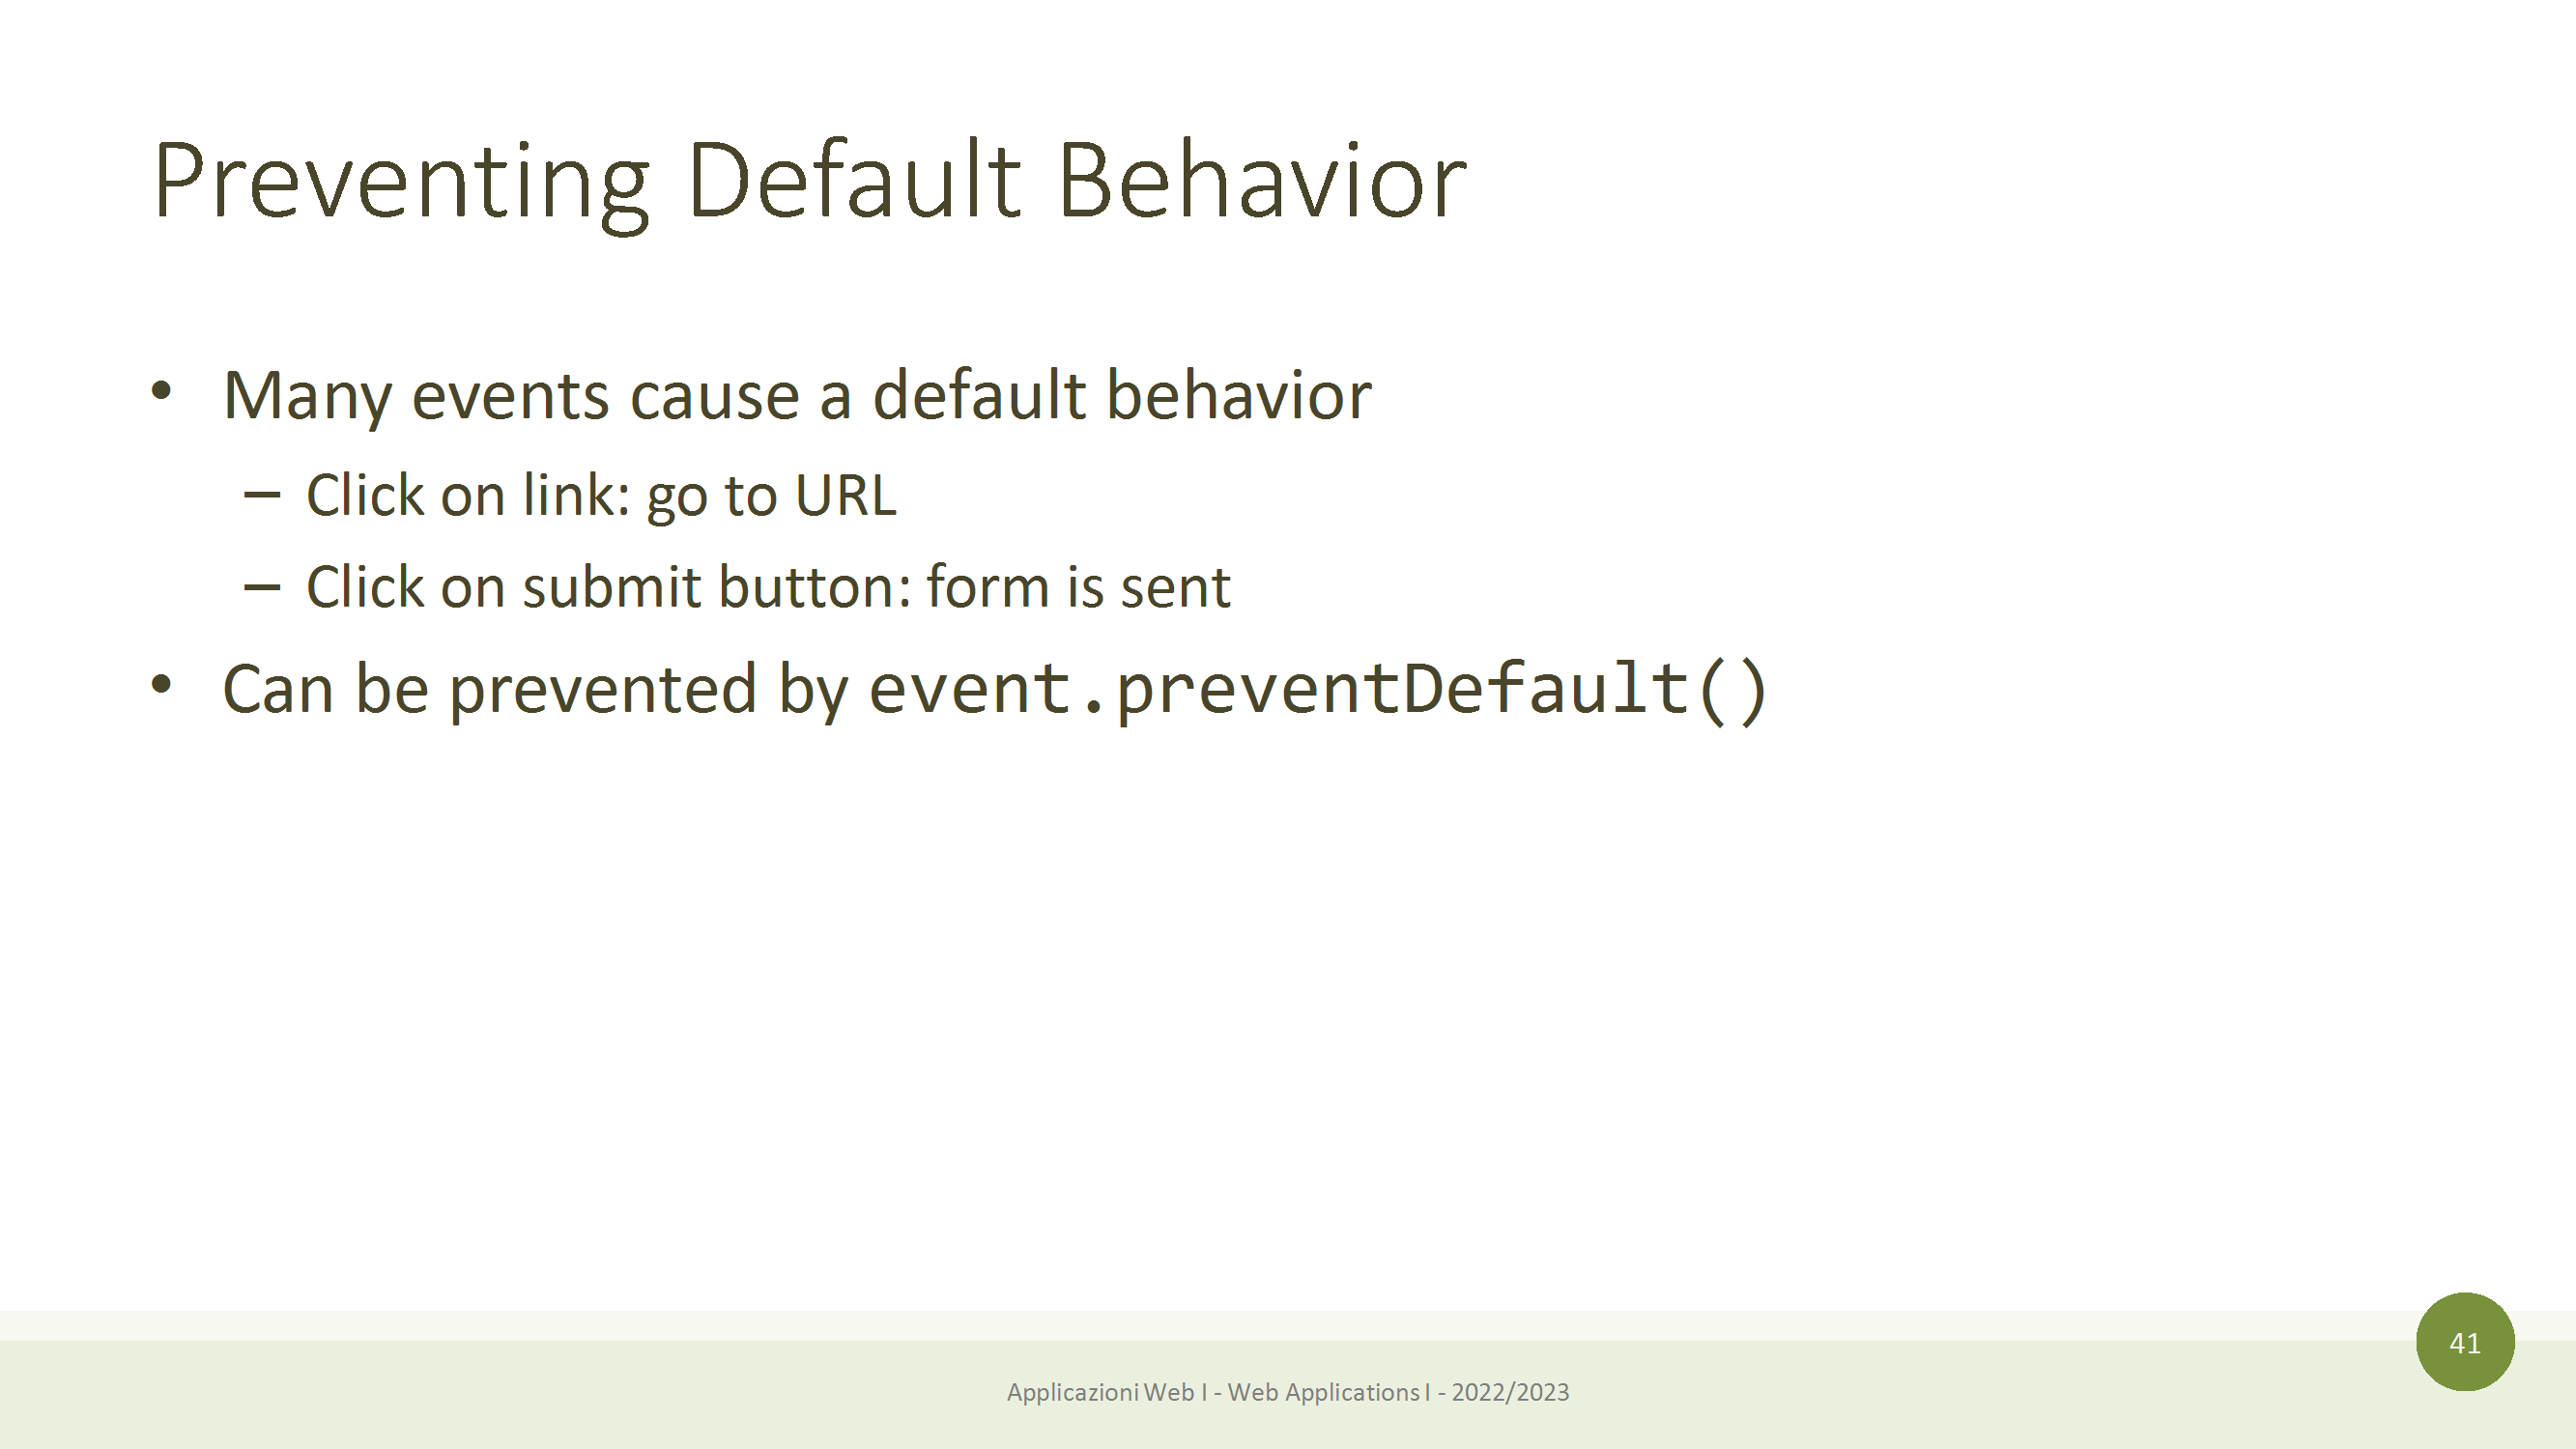 Preventing Default Behavior
• Many events cause a default behavior
– Click on link: go to URL
– Click on submit button: form is sent
• Can be prevented by event.preventDefault()
41
Applicazioni Web I - Web Applications I - 2022/2023